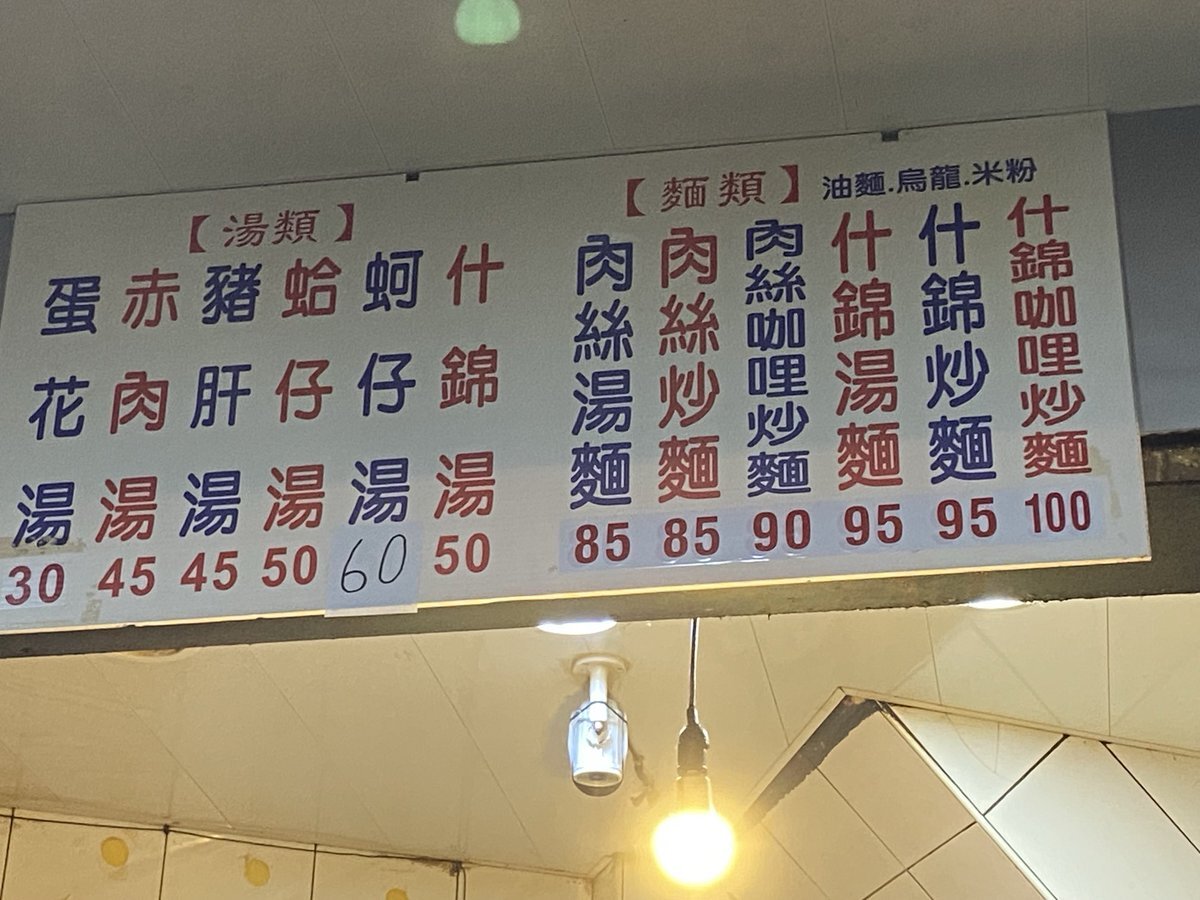 【湯類】
蛋花湯 30
赤肉湯 45
豬肝湯 45
蛤仔湯 50
蚵仔湯 60
什錦湯 50
【麵類】油麵.烏龍.米粉
肉絲湯麵 85
肉絲炒麵 85
肉絲咖哩炒麵 90
什錦湯麵 95
什錦炒麵 95
什錦咖哩炒麵 100